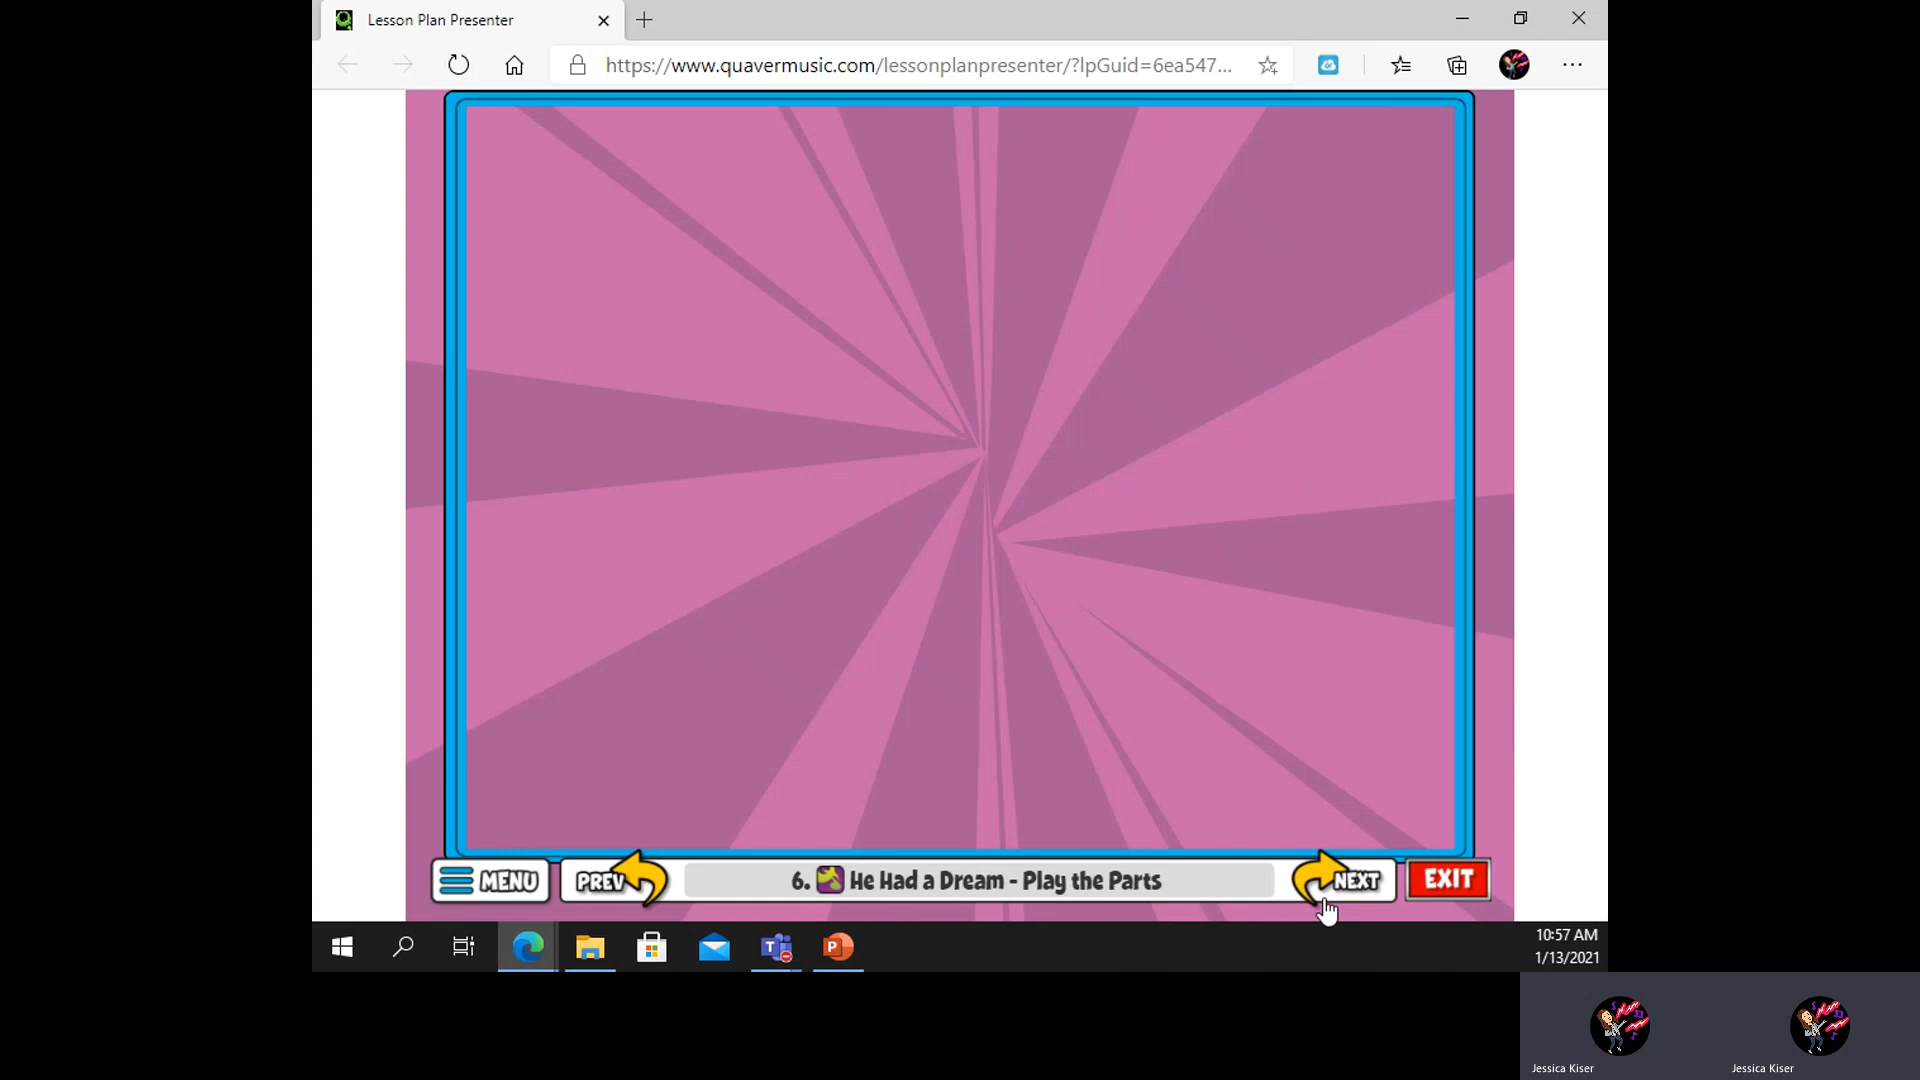 Lesson Plan Presenter
https://www.quavermusic.com/lessonplanpresenter/?lpGuid=6ea547...
MENU
PREV
6. He Had a Dream - Play the Parts
NEXT
EXIT
10:57 AM
1/13/2021
Jessica Kiser
Jessica Kiser